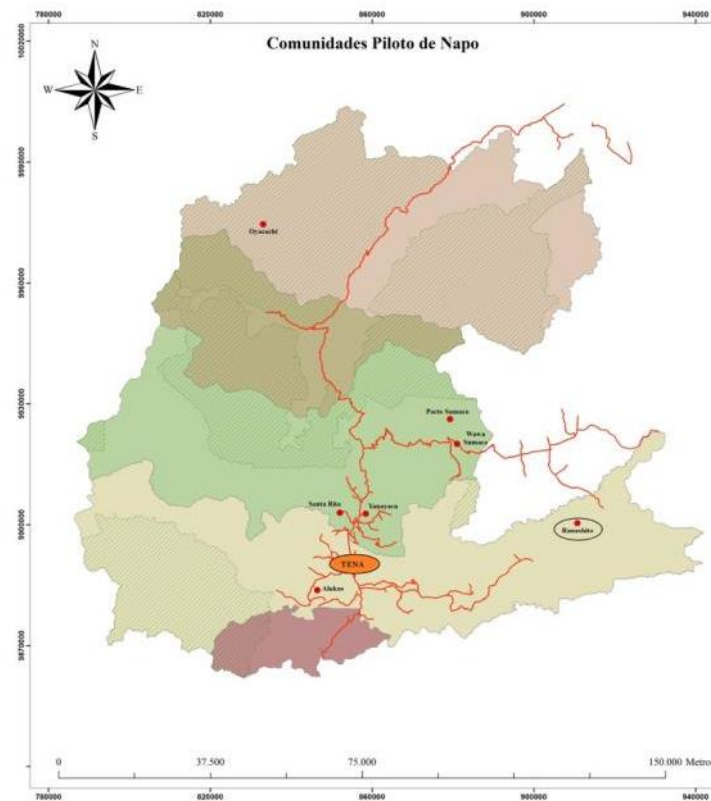 780000 820000 860000 900000 940000
10020000
Comunidades Piloto de Napo
N
W E
S
9990000
Oyacachi
9960000
9930000
Pacto Sumaco
Wawa
Sumaco
Santa Rita
Yanayacu
9900000
TENA
Alukus
9870000
0 37.500 75.000 150.000 Metro
780000 820000 860000 900000 940000